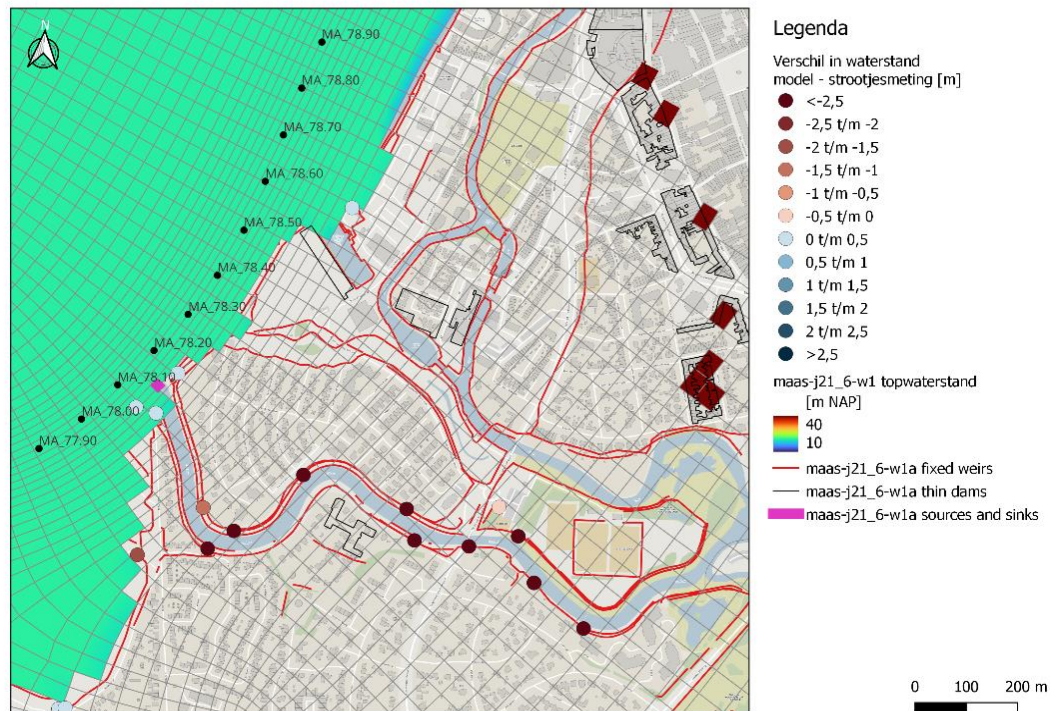 N
MA_78.90
MA_78.80
MA_78.70
MA_78.60
MA_78.50
MA_78.40
MA_78.30
MA_78.20
MA_78.10
MA_78.00
MA_77.90
Legenda
Verschil in waterstand
model - strootjesmeting [m]
<-2,5
-2,5 t/m -2
-2 t/m -1,5
-1,5 t/m -1
-1 t/m -0,5
-0,5 t/m 0
0 t/m 0,5
0,5 t/m 1
1 t/m 1,5
1,5 t/m 2
2 t/m 2,5
>2,5
maas-j21_6-w1 topwaterstand
[m NAP]
40
10
maas-j21_6-w1a fixed weirs
maas-j21_6-w1a thin dams
maas-j21_6-w1a sources and sinks
0 100 200 m